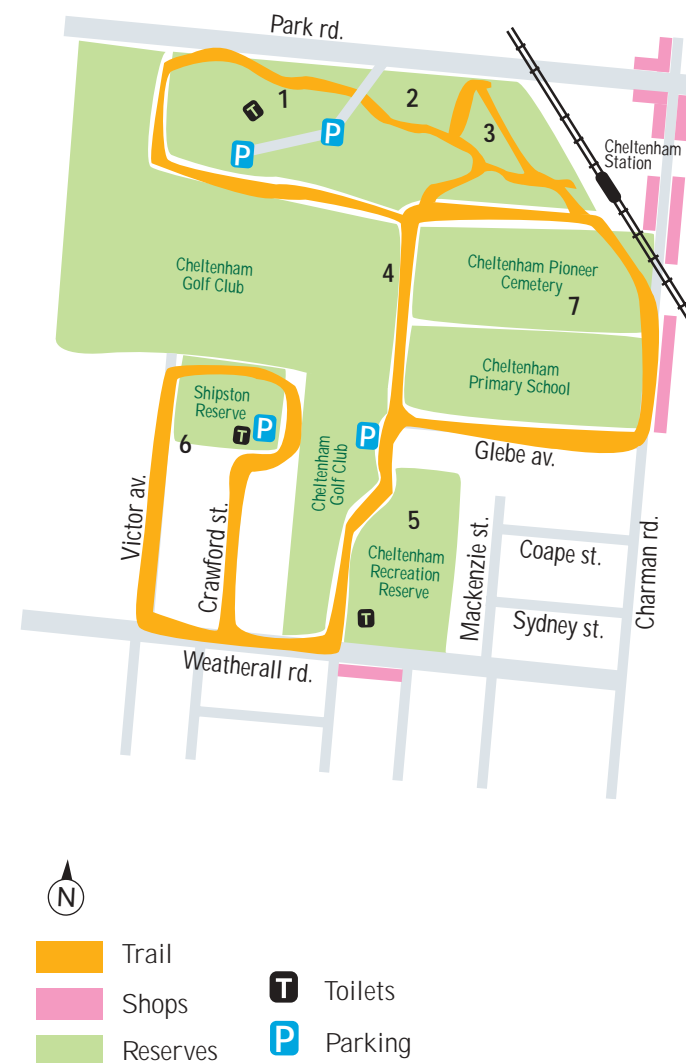 Park rd.
1
2
3
T
P
P
Cheltenham
Station
Cheltenham
Golf Club
4
Cheltenham Pioneer
Cemetery
7
Cheltenham
Primary School
Shipston
Reserve
T
P
6
P
Cheltenham
Golf Club
Glebe av.
Victor av.
Crawford st.
5
Cheltenham
Recreation
Reserve
T
Mackenzie st.
Coape st.
Sydney st.
Charman rd.
Weatherall rd.
N
Trail
Shops
Reserves
T Toilets
P Parking